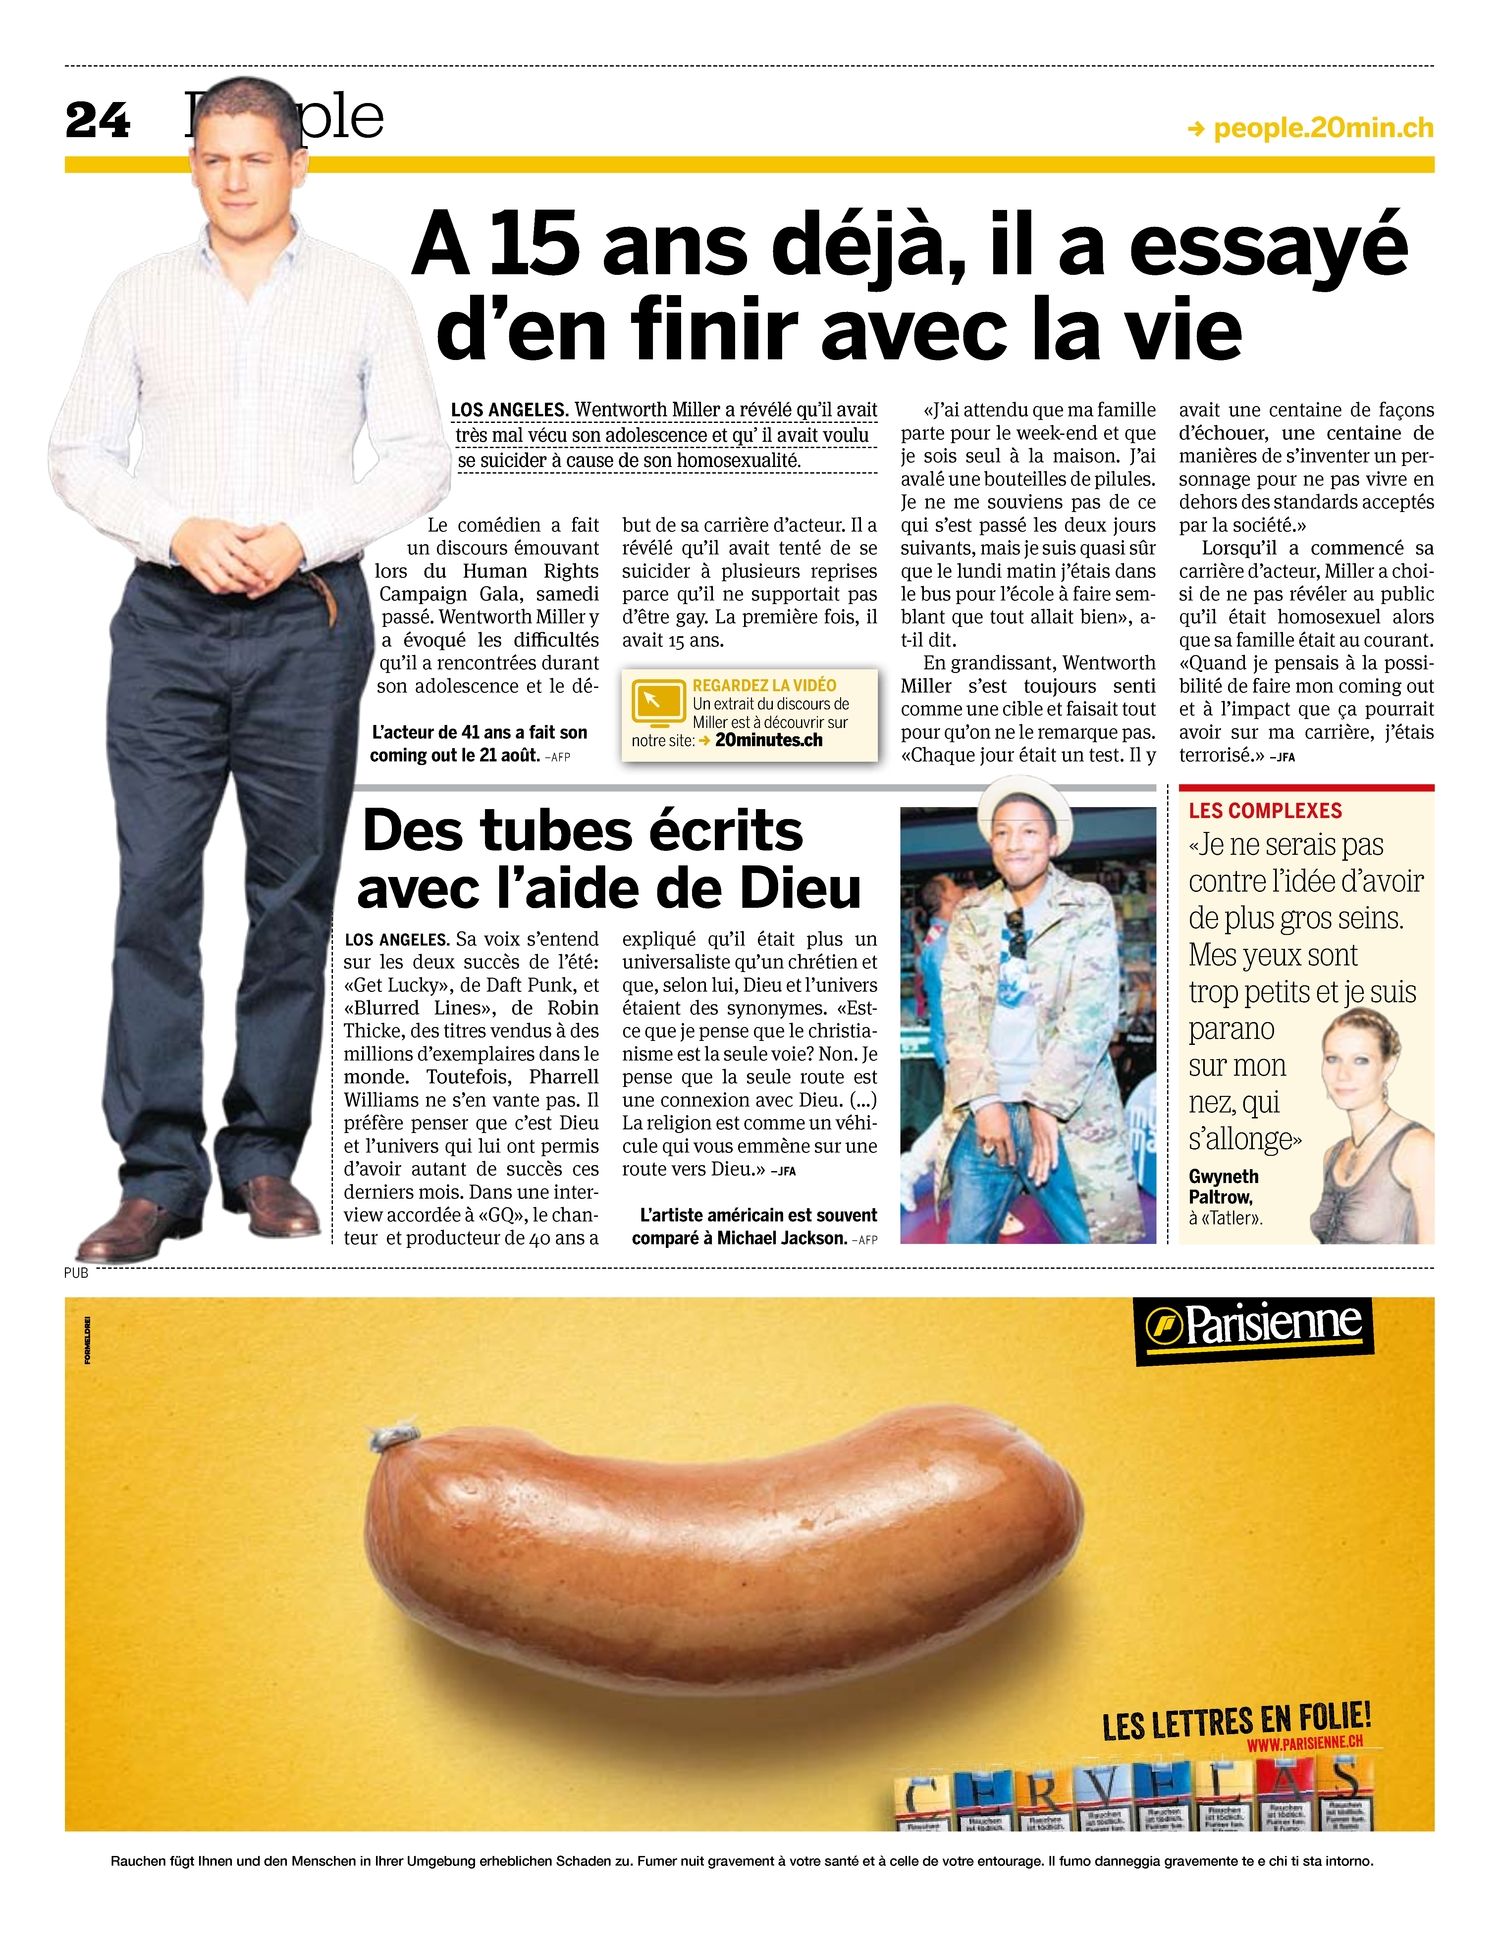 24
People
→ people.20min.ch
A 15 ans déjà, il a essayé
d’en finir avec la vie
LOS ANGELES. Wentworth Miller a révélé qu’il avait
très mal vécu son adolescence et qu’ il avait voulu
se suicider à cause de son homosexualité.
Le comédien a fait
un discours émouvant
lors du Human Rights
Campaign Gala, samedi
passé. Wentworth Miller y
a évoqué les difficultés
qu’il a rencontrées durant
son adolescence et le dé-
L’acteur de 41 ans a fait son
coming out le 21 août. –AFP
but de sa carrière d’acteur. Il a
révélé qu’il avait tenté de se
suicider à plusieurs reprises
parce qu’il ne supportait pas
d’être gay. La première fois, il
avait 15 ans.
REGARDEZ LA VIDÉO
Un extrait du discours de
Miller est à découvrir sur
notre site: → 20minutes.ch
«J’ai attendu que ma famille
parte pour le week-end et que
je sois seul à la maison. J’ai
avalé une bouteilles de pilules.
Je ne me souviens pas de ce
qui s’est passé les deux jours
suivants, mais je suis quasi sûr
que le lundi matin j’étais dans
le bus pour l’école à faire sem-
blant que tout allait bien», a-
t-il dit.
En grandissant, Wentworth
Miller s’est toujours senti
comme une cible et faisait tout
pour qu’on ne le remarque pas.
«Chaque jour était un test. Il y
avait une centaine de façons
d’échouer, une centaine de
manières de s’inventer un per-
sonnage pour ne pas vivre en
dehors des standards acceptés
par la société.»
Lorsqu’il a commencé sa
carrière d’acteur, Miller a choi-
si de ne pas révéler au public
qu’il était homosexuel alors
que sa famille était au courant.
«Quand je pensais à la possi-
bilité de faire mon coming out
et à l’impact que ça pourrait
avoir sur ma carrière, j’étais
terrorisé.» –JFA
Des tubes écrits
avec l’aide de Dieu
LOS ANGELES. Sa voix s’entend
sur les deux succès de l’été:
«Get Lucky», de Daft Punk, et
«Blurred Lines», de Robin
Thicke, des titres vendus à des
millions d’exemplaires dans le
monde. Toutefois, Pharrell
Williams ne s’en vante pas. Il
préfère penser que c’est Dieu
et l’univers qui lui ont permis
d’avoir autant de succès ces
derniers mois. Dans une inter-
view accordée à «GQ», le chan-
teur et producteur de 40 ans a
expliqué qu’il était plus un
universaliste qu’un chrétien et
que, selon lui, Dieu et l’univers
étaient des synonymes. «Est-
ce que je pense que le christia-
nisme est la seule voie? Non. Je
pense que la seule route est
une connexion avec Dieu. (...)
La religion est comme un véhi-
cule qui vous emmène sur une
route vers Dieu.» –JFA
L’artiste américain est souvent
comparé à Michael Jackson. –AFP
LES COMPLEXES
«Je ne serais pas
contre l’idée d’avoir
de plus gros seins.
Mes yeux sont
trop petits et je suis
parano
sur mon
nez, qui
s’allonge»
Gwyneth
Paltrow,
à «Tatler».
PUB
FORMELDREI
Parisienne
LES LETTRES EN FOLIE!
WWW.PARISIENNE.CH
CERVELAS
Rauchen fügt Ihnen und den Menschen in Ihrer Umgebung erheblichen Schaden zu. Fumer nuit gravement à votre santé et à celle de votre entourage. Il fumo danneggia gravemente te e chi ti sta intorno.